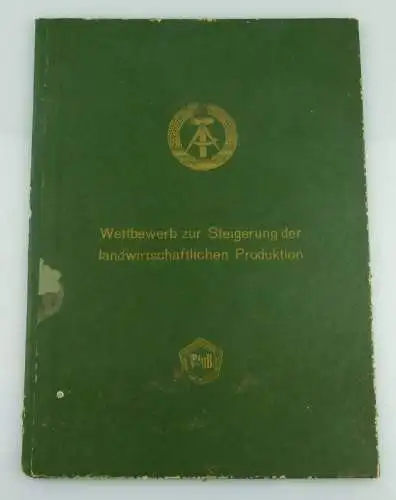 Wettbewerb zur Steigerung der
landwirtschaftlichen Produktion